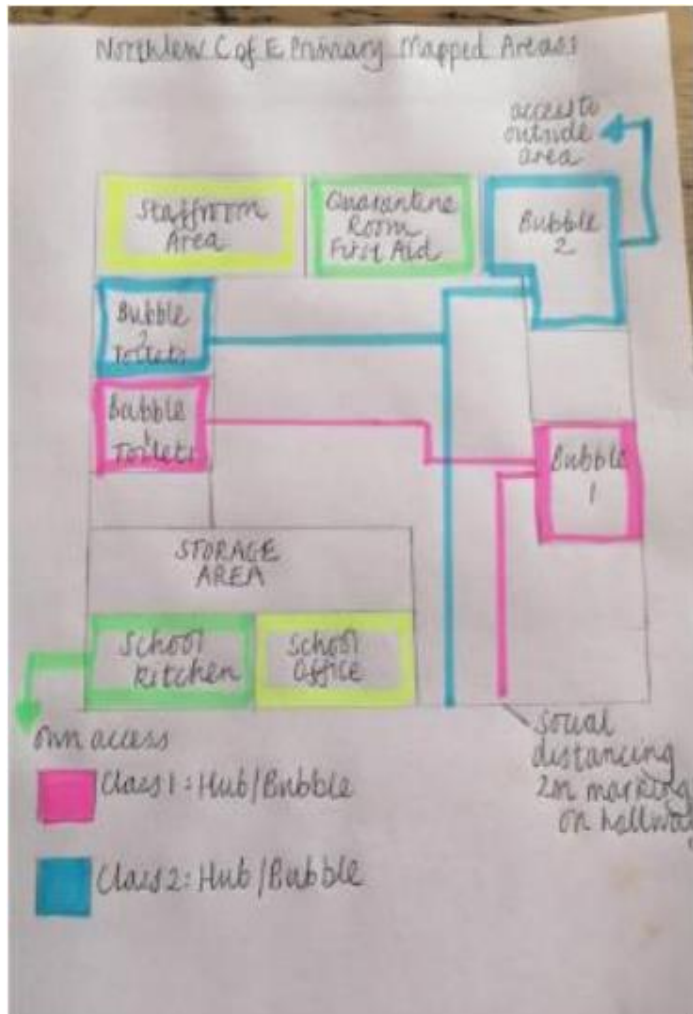 Northlew C of E Primary Mapped Areas:
access to
outside
area
Staffroom
Area
Quarantine
Room
First Aid
Bubble
2
Bubble
2
Toilets
Bubble
1
Toilets
Bubble
1
STORAGE
AREA
School
Kitchen
School
Office
own access
Social
distancing
2m marking
on hallway
Class 1: Hub/Bubble
Class 2: Hub/Bubble